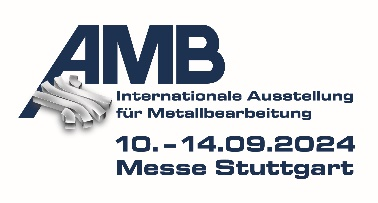 AMB
Internationale Ausstellung
für Metallbearbeitung
10.–14.09.2024
Messe Stuttgart